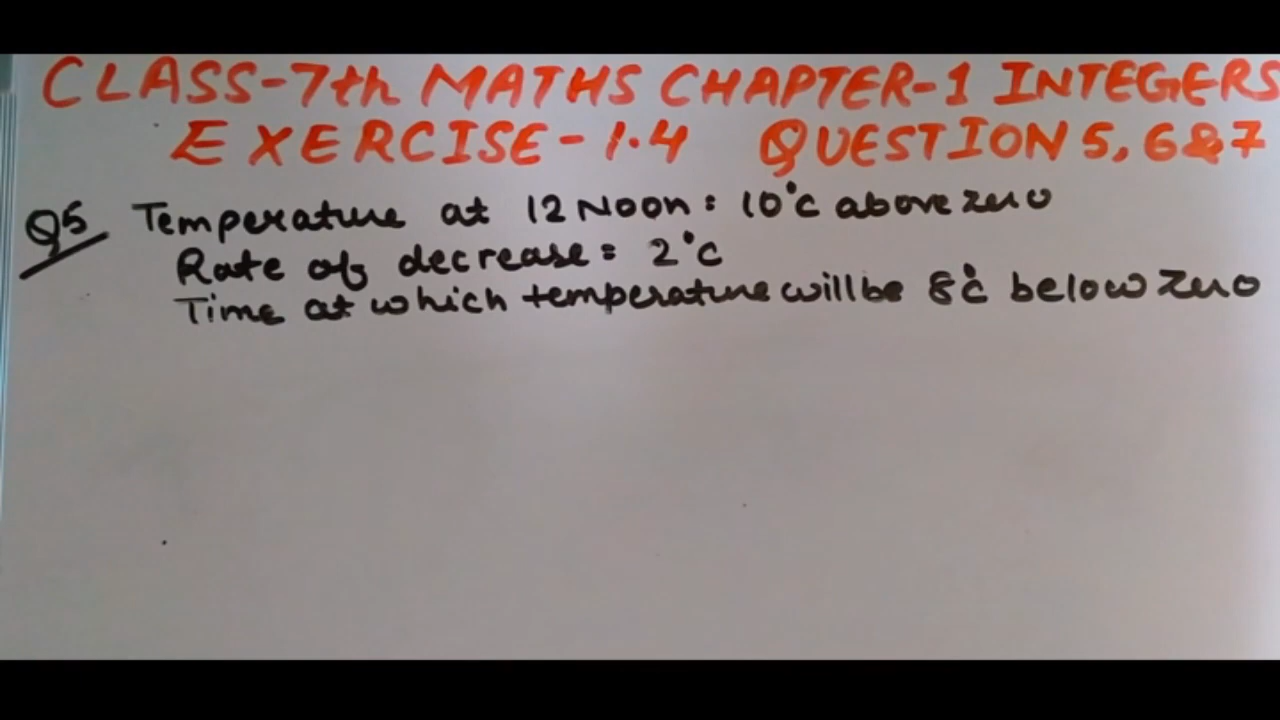 CLASS-7th MATHS CHAPTER-1 INTEGERS
EXERCISE-1.4 QUESTION 5, 6&7
Q5 Temperature at 12 Noon = 10°C above zero
Rate of decrease = 2°C
Time at which temperature will be 8°C below zero